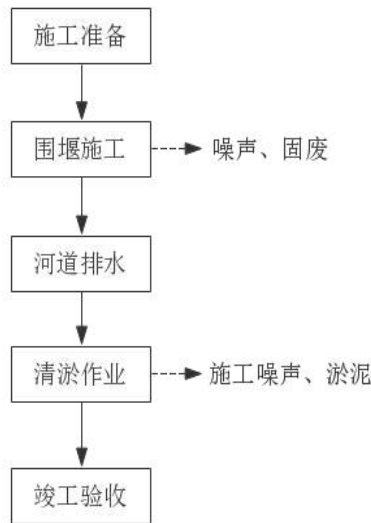 施工准备
围堰施工
噪声、固废
河道排水
清淤作业
施工噪声、淤泥
竣工验收